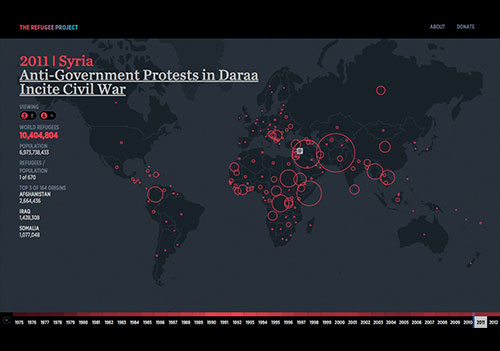 THE REFUGEE PROJECT
ABOUT DONATE
2011 | Syria
Anti-Government Protests in Daraa
Incite Civil War
VIEWING
WORLD REFUGEES
10,404,804
POPULATION
6,973,738,433
REFUGEES /
POPULATION
1 of 670
TOP 3 OF 164 ORIGINS
AFGHANISTAN
2,664,436
IRAQ
1,428,308
SOMALIA
1,077,048
1975 1976 1977 1978 1979 1980 1981 1982 1983 1984 1985 1986 1987 1988 1989 1990 1991 1992 1993 1994 1995 1996 1997 1998 1999 2000 2001 2002 2003 2004 2005 2006 2007 2008 2009 2010 2011 2012